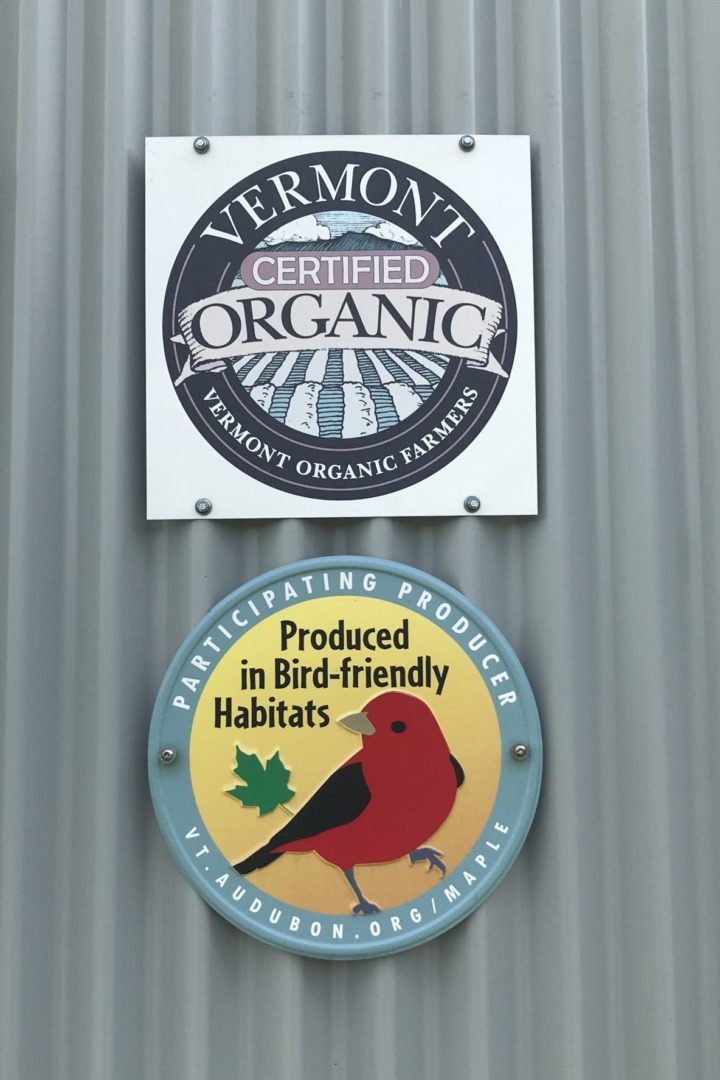 VERMONT
CERTIFIED
ORGANIC
VERMONT ORGANIC FARMERS
PARTICIPATING PRODUCER
Produced
in Bird-friendly
Habitats
VT.AUDUBON.ORG/MAPLE